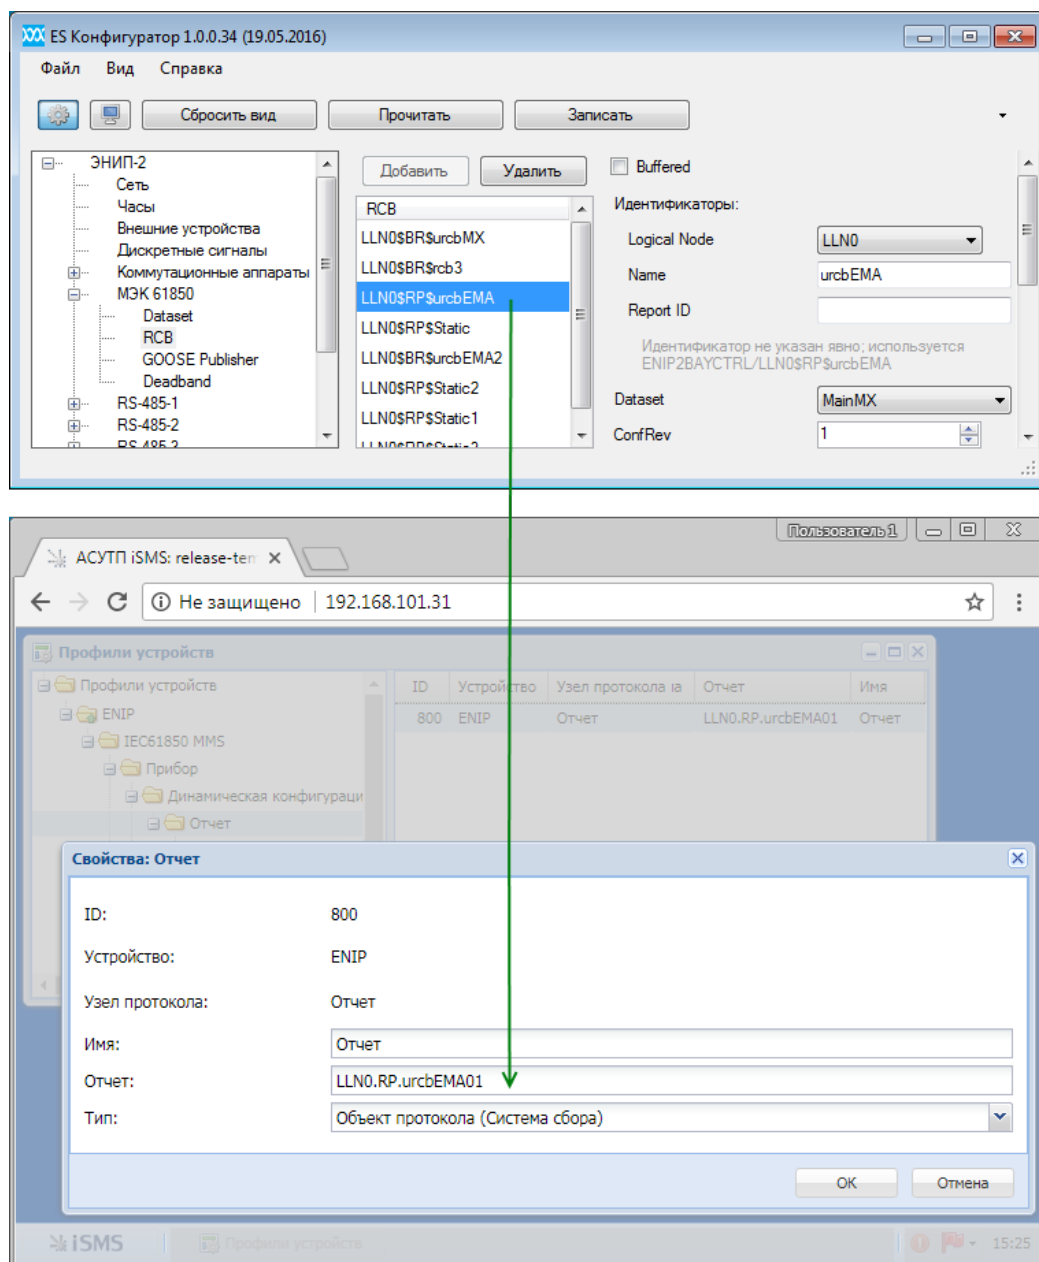 ES Конфигуратор 1.0.0.34 (19.05.2016)
Файл Вид Справка
Сбросить вид Прочитать Записать
ЭНИП-2
Сеть
Часы
Внешние устройства
Дискретные сигналы
Коммутационные аппараты
МЭК 61850
Dataset
RCB
GOOSE Publisher
Deadband
RS-485-1
RS-485-2
RS-485-3
Добавить Удалить
RCB
LLN0$BR$urcbMX
LLN0$BR$rcb3
LLN0$RP$urcbEMA
LLN0$RP$Static
LLN0$BR$urcbEMA2
LLN0$RP$Static2
LLN0$RP$Static1
Buffered
Идентификаторы:
Logical Node LLN0
Name urcbEMA
Report ID
Идентификатор не указан явно; используется
ENIP2BAYCTRL/LLN0$RP$urcbEMA
Dataset MainMX
ConfRev 1
Пользователь 1
АСУТП iSMS: release-tem
Не защищено 192.168.101.31
Профили устройств
Профили устройств
ENIP
IEC61850 MMS
Прибор
Динамическая конфигураци
Отчет
ID Устройство Узел протокола Отчет Имя
800 ENIP Отчет LLN0.RP.urcbEMA01 Отчет
Свойства: Отчет
ID: 800
Устройство: ENIP
Узел протокола: Отчет
Имя: Отчет
Отчет: LLN0.RP.urcbEMA01
Тип: Объект протокола (Система сбора)
OK Отмена
iSMS Профили устройств 15:25